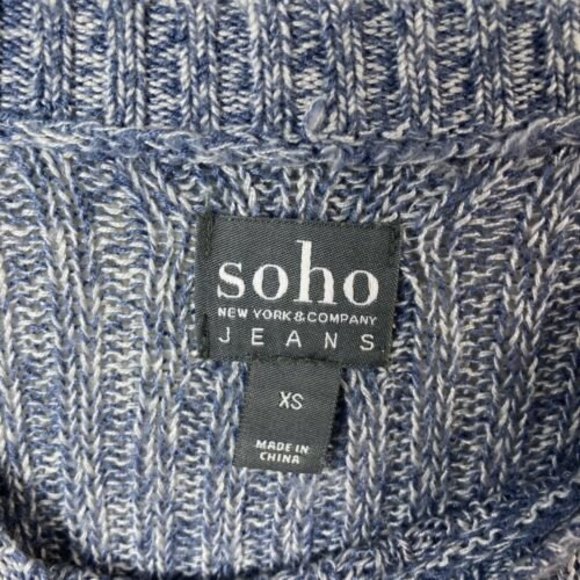 soho
NEW YORK & COMPANY
JEANS
XS
MADE IN
CHINA